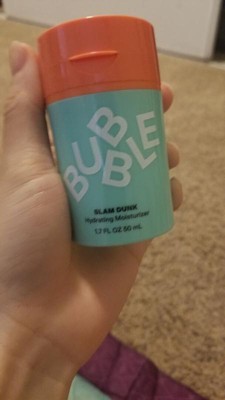 BUBBLE
SLAM DUNK
Hydrating Moisturizer
1.7 FL OZ 50 mL